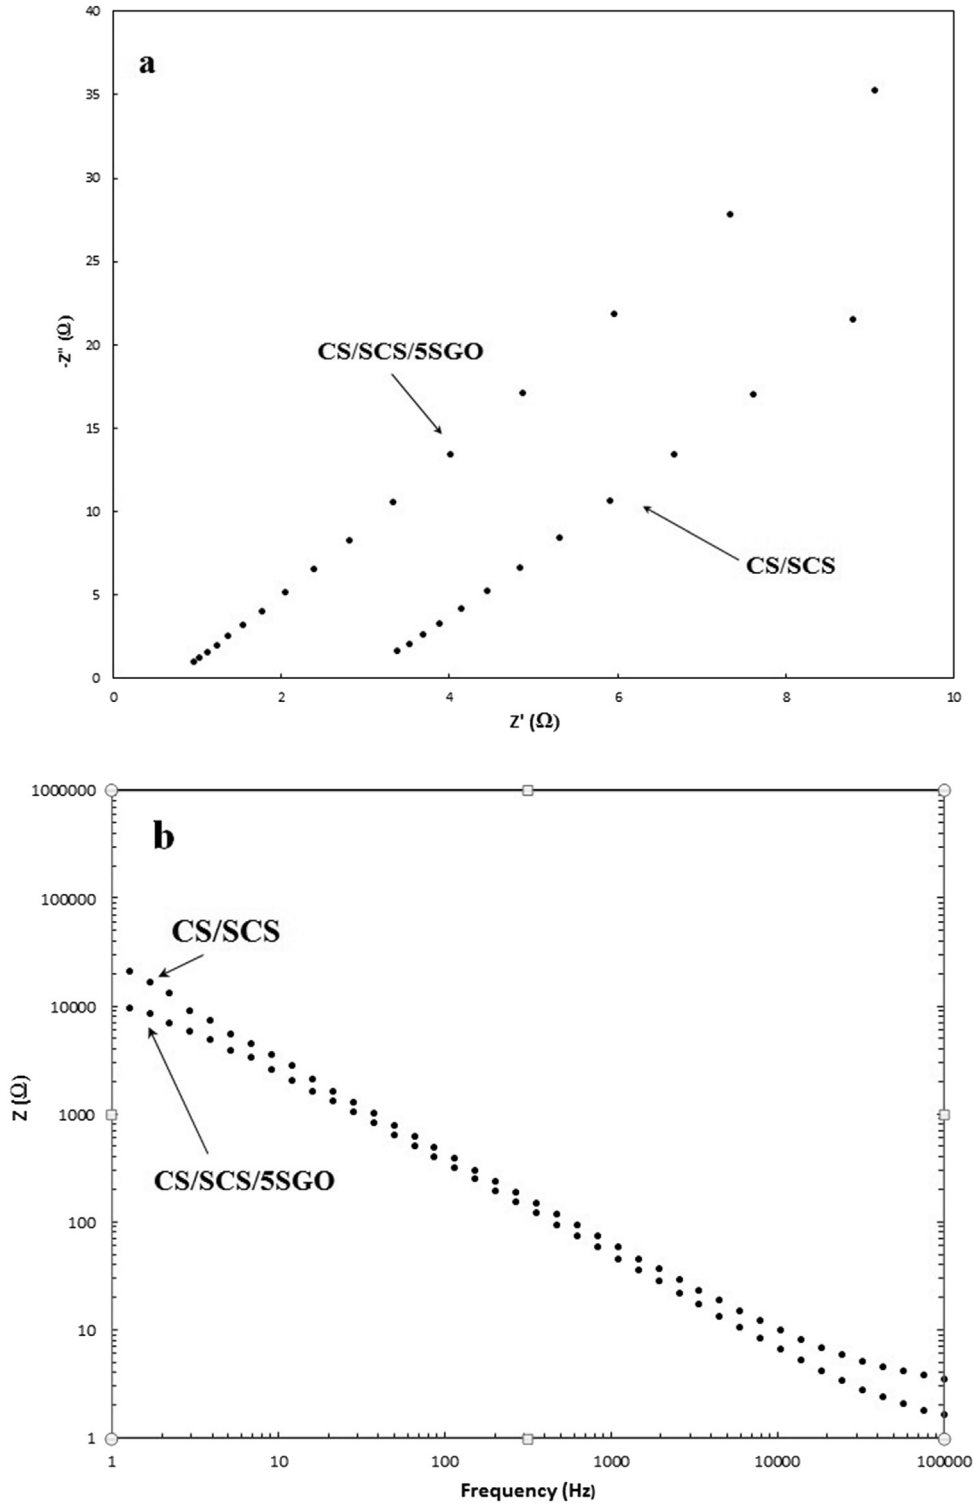 40
a
35
30
25
-Z'' (Ω)
20
CS/SCS/5SGO
15
10
CS/SCS
5
0
0 2 4 6 8 10
Z' (Ω)
1000000
b
100000
CS/SCS
10000
Z (Ω)
1000
CS/SCS/5SGO
100
10
1
1 10 100 1000 10000 100000
Frequency (Hz)